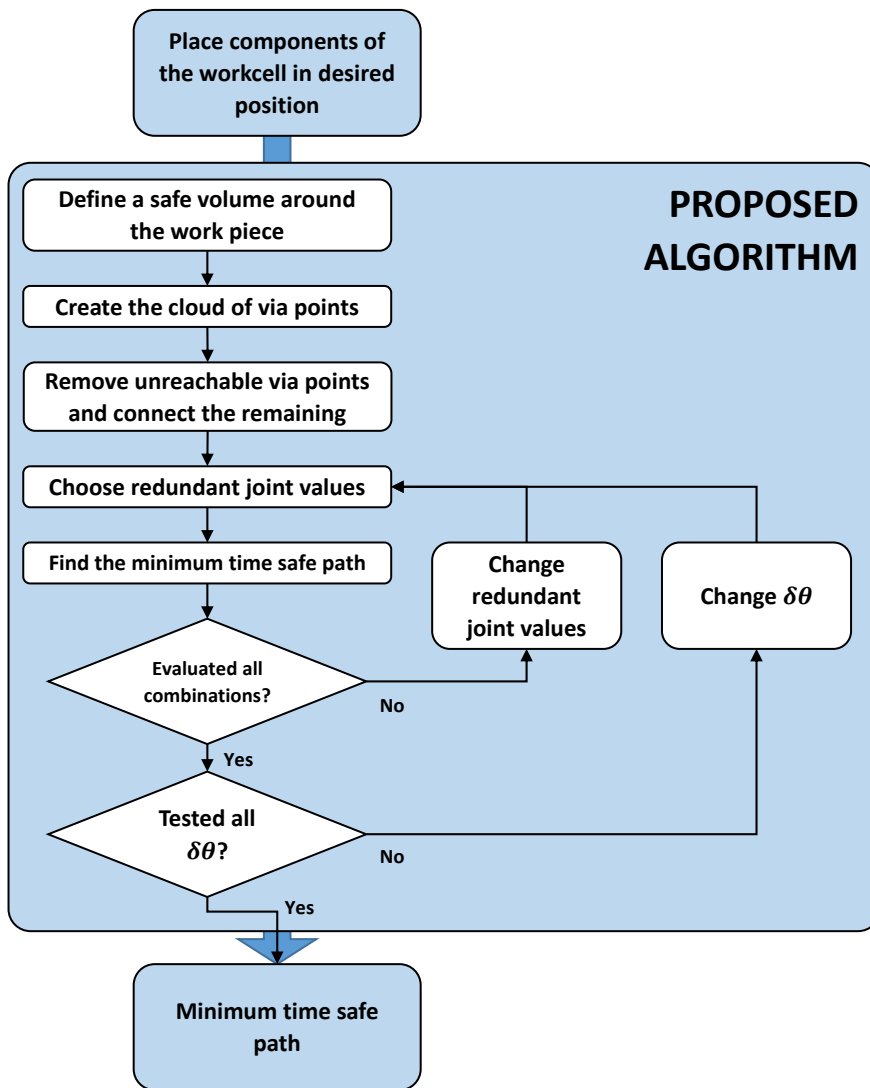 Place components of
the workcell in desired
position
PROPOSED
ALGORITHM
Define a safe volume around
the work piece
Create the cloud of via points
Remove unreachable via points
and connect the remaining
Choose redundant joint values
Find the minimum time safe path
Change
redundant
joint values
Change δθ
Evaluated all
combinations?
No
Yes
Tested all
δθ?
No
Yes
Minimum time safe
path